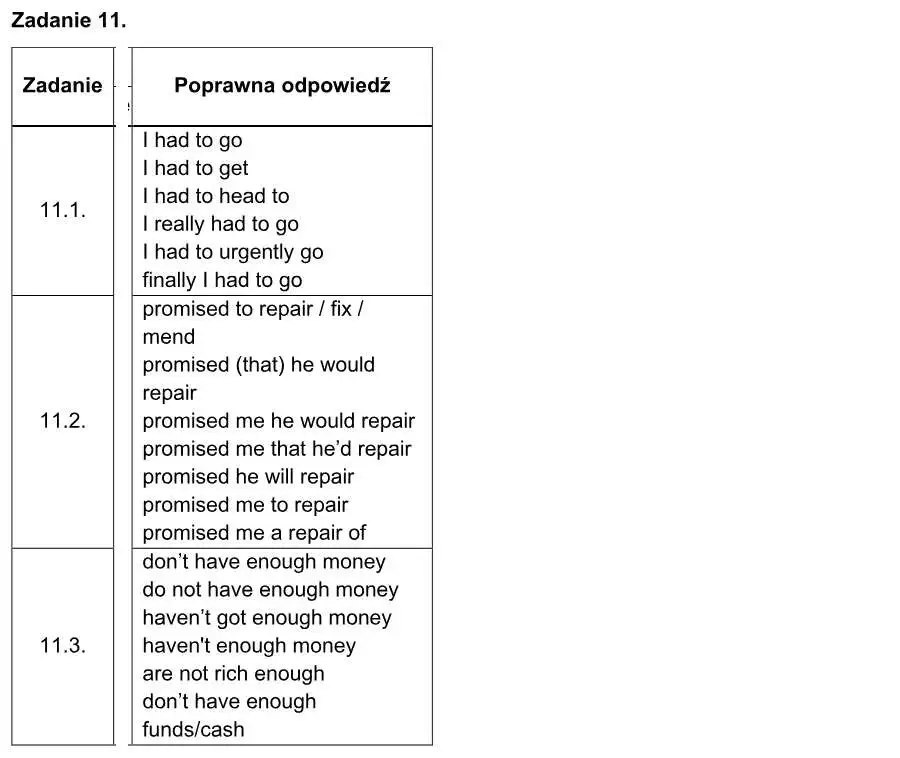 Zadanie 11.
Zadanie
Poprawna odpowiedź
11.1.
I had to go
I had to get
I had to head to
I really had to go
I had to urgently go
finally I had to go
11.2.
promised to repair / fix /
mend
promised (that) he would
repair
promised me he would repair
promised me that he’d repair
promised he will repair
promised me to repair
promised me a repair of
11.3.
don’t have enough money
do not have enough money
haven’t got enough money
haven't enough money
are not rich enough
don’t have enough
funds/cash